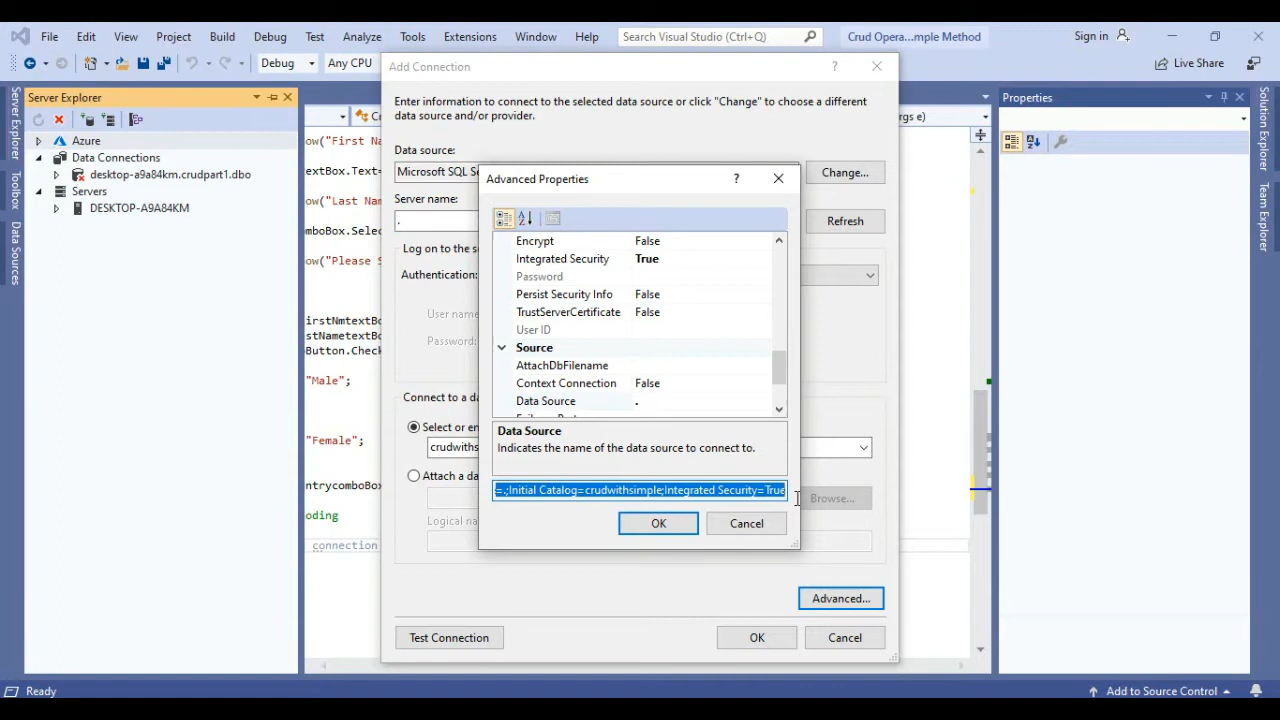 File Edit View Project Build Debug Test Analyze Tools Extensions Window Help Search Visual Studio (Ctrl+Q) Crud Opera...mple Method Sign in
Debug Any CPU Live Share
Server Explorer
Azure
Data Connections
desktop-a9a84km.crudpart1.dbo
Servers
DESKTOP-A9A84KM
Server Explorer
Toolbox
Data Sources
args e)
ow("First Na
extBox.Text=
ow("Last Nam
omboBox.Selec
ow("Please S
irstNmtextBo
stNametextBo
oButton.Check
"Male";
"Female";
ntrycomboBox
oding
connection
Add Connection
Enter information to connect to the selected data source or click "Change" to choose a different
data source and/or provider.
Data source:
Microsoft SQL Se
Change...
Server name:
.
Refresh
Log on to the se
Authentication:
User name
Password:
Connect to a da
Select or en
crudwiths
Attach a da
Browse...
Logical na
Advanced...
Test Connection OK Cancel
Advanced Properties
Encrypt False
Integrated Security True
Password
Persist Security Info False
TrustServerCertificate False
User ID
Source
AttachDbFilename
Context Connection False
Data Source .
Data Source
Indicates the name of the data source to connect to.
=.;Initial Catalog=crudwithsimple;Integrated Security=True
OK Cancel
Properties
Solution Explorer
Team Explorer
Ready Add to Source Control